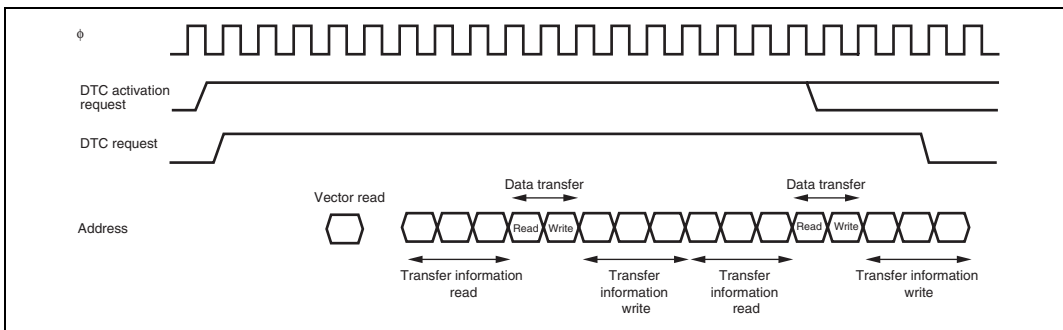 φ
DTC activation
request
DTC request
Data transfer
Data transfer
Vector read
Address
Read
Write
Read
Write
Transfer information
read
Transfer
information
write
Transfer
information
read
Transfer information
write